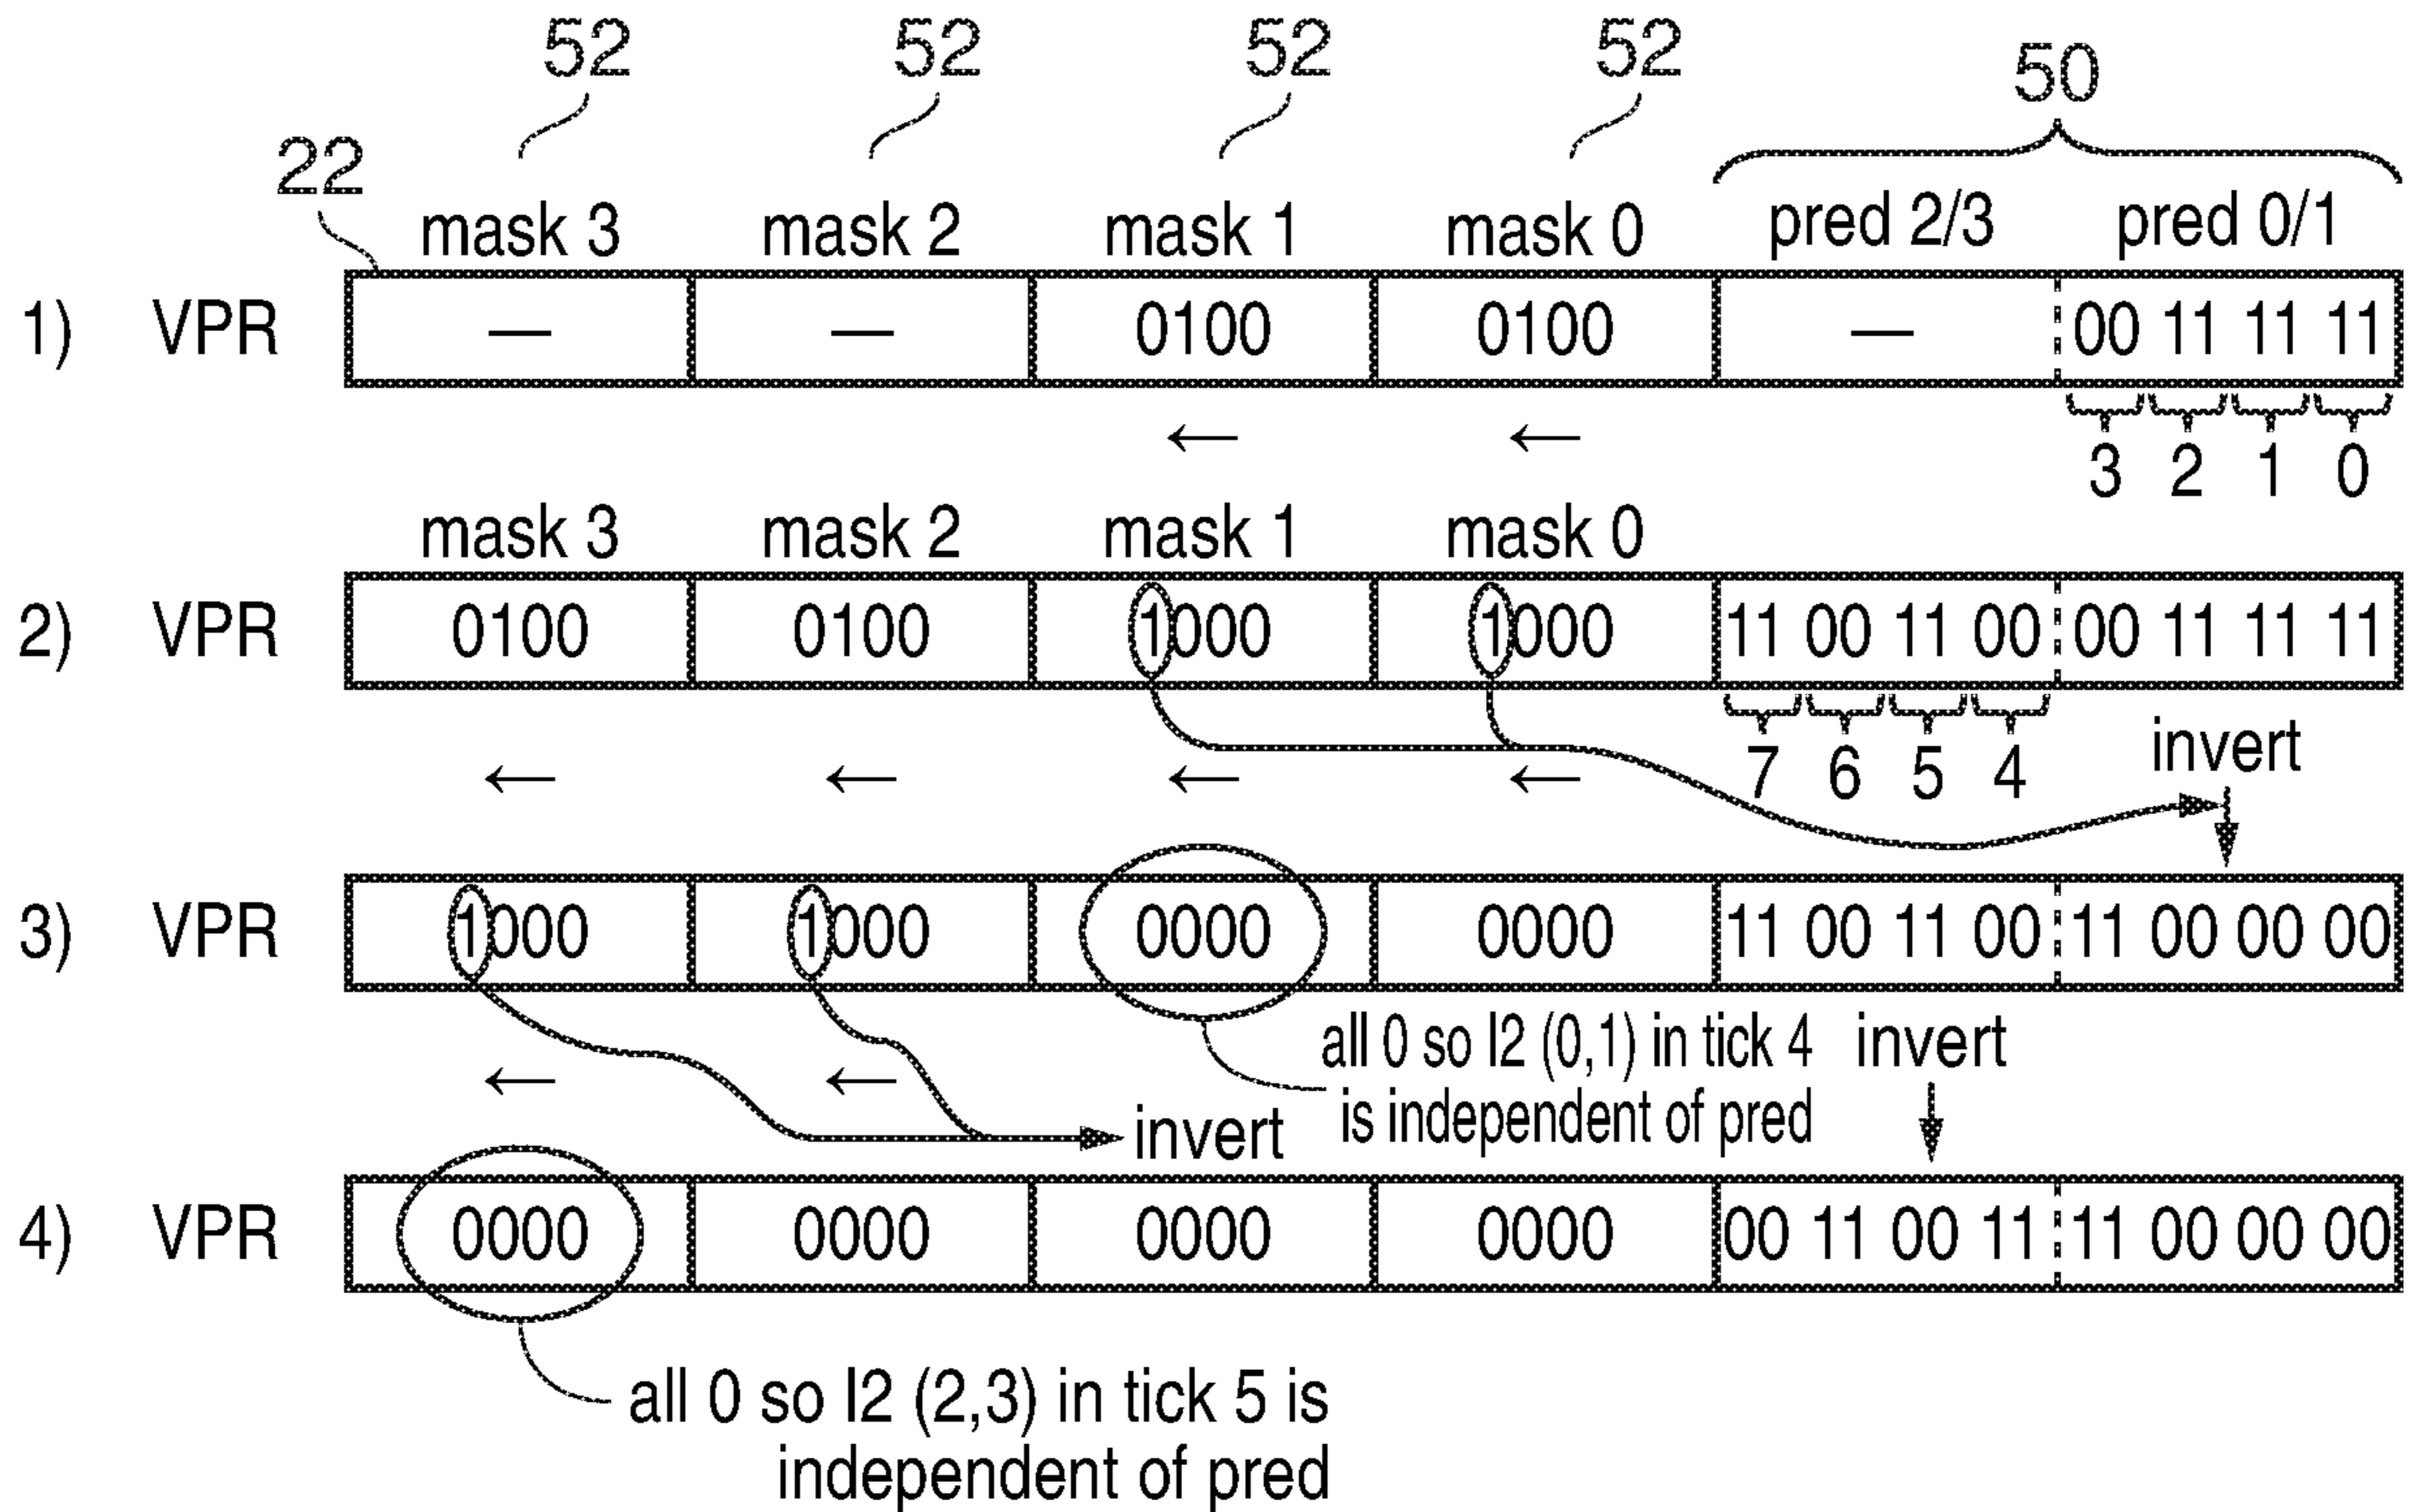 52 52 52 52 50
22
mask 3 mask 2 mask 1 mask 0 pred 2/3 pred 0/1
1) VPR — — 0100 0100 — 00 11 11 11
3 2 1 0
mask 3 mask 2 mask 1 mask 0
2) VPR 0100 0100 1000 1000 11 00 11 00 00 11 11 11
7 6 5 4 invert
3) VPR 1000 1000 0000 0000 11 00 11 00 11 00 00 00
all 0 so I2 (0,1) in tick 4 invert
is independent of pred
invert
4) VPR 0000 0000 0000 0000 00 11 00 11 11 00 00 00
all 0 so I2 (2,3) in tick 5 is
independent of pred